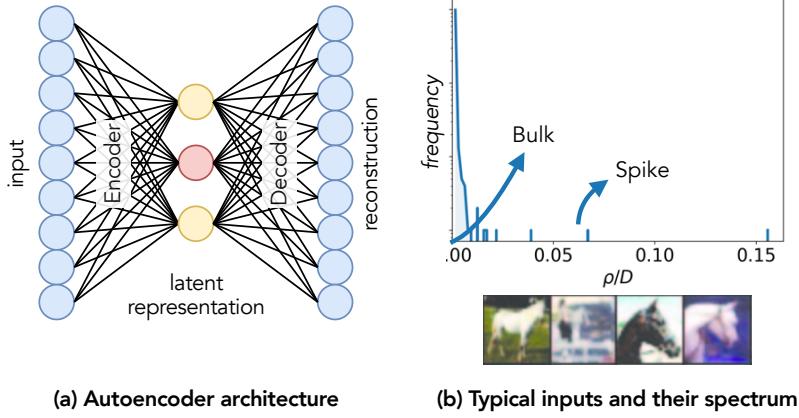 input
Encoder
Decoder
reconstruction
latent
representation
(a) Autoencoder architecture
frequency
Bulk
Spike
.00 0.05 0.10 0.15
ρ/D
(b) Typical inputs and their spectrum